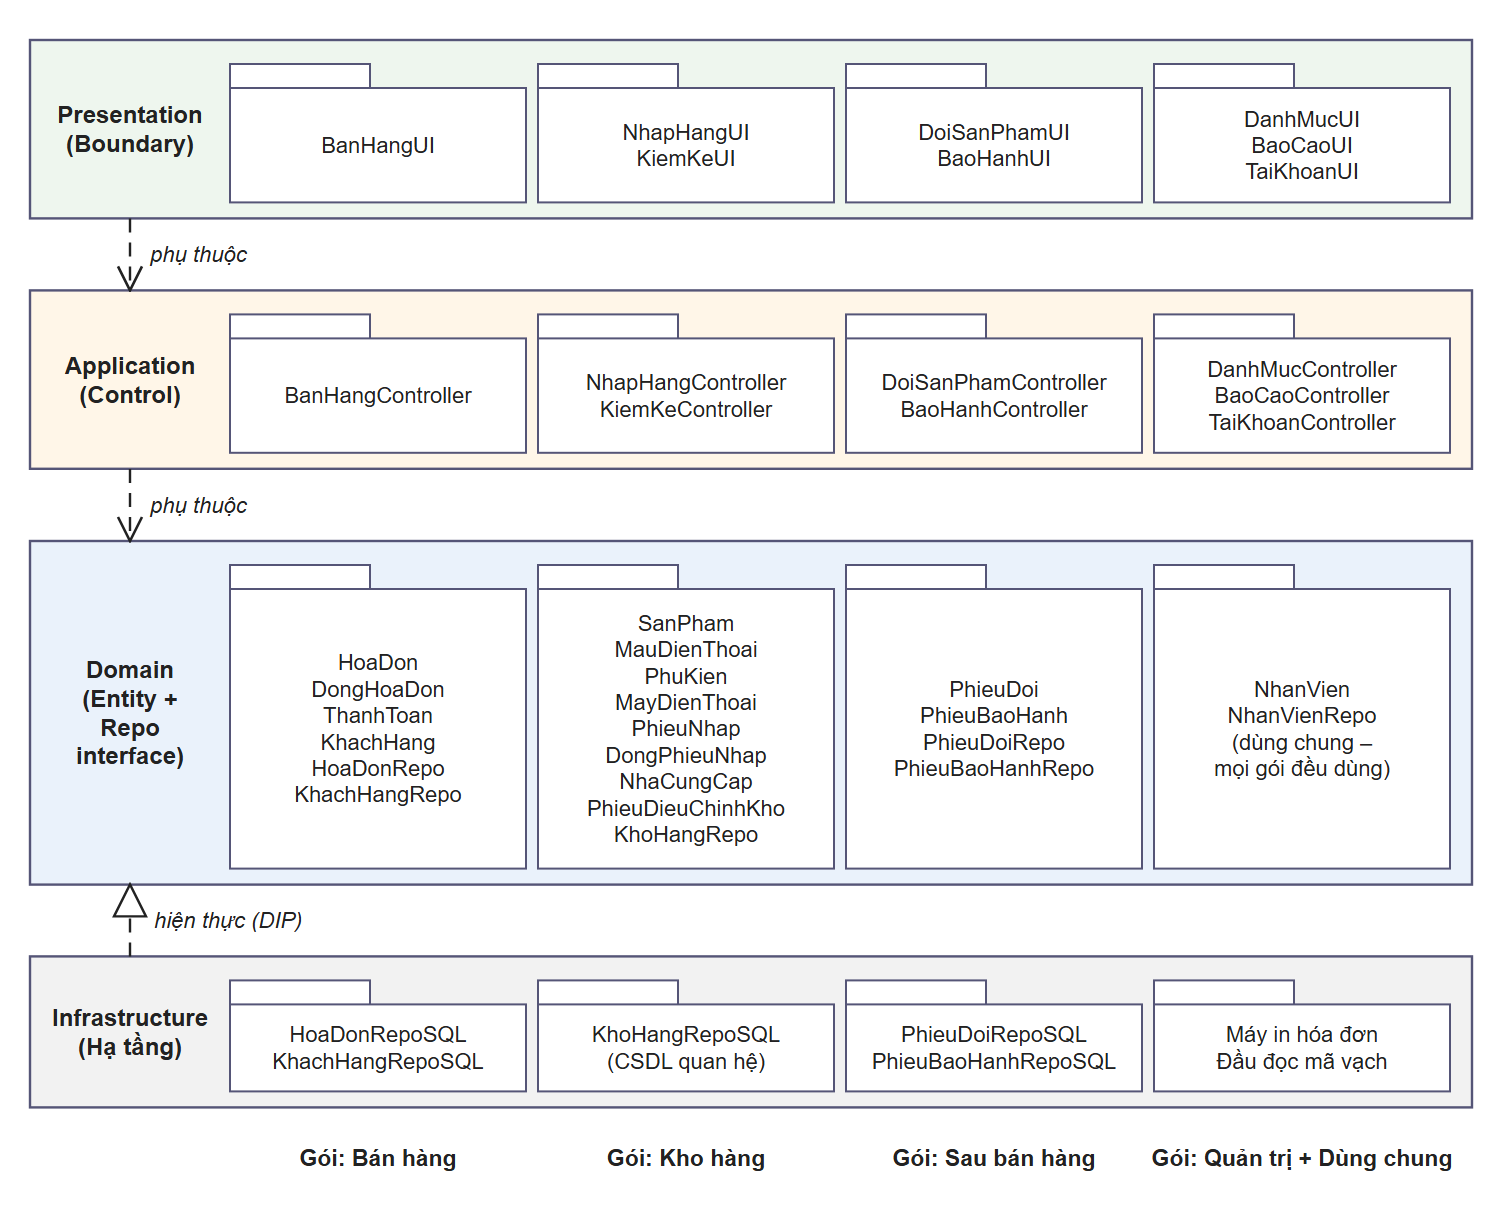 Presentation
(Boundary)
BanHangUI
NhapHangUI
KiemKeUI
DoiSanPhamUI
BaoHanhUI
DanhMucUI
BaoCaoUI
TaiKhoanUI
phụ thuộc
Application
(Control)
BanHangController
NhapHangController
KiemKeController
DoiSanPhamController
BaoHanhController
DanhMucController
BaoCaoController
TaiKhoanController
phụ thuộc
Domain
(Entity +
Repo
interface)
HoaDon
DongHoaDon
ThanhToan
KhachHang
HoaDonRepo
KhachHangRepo
SanPham
MauDienThoai
PhuKien
MayDienThoai
PhieuNhap
DongPhieuNhap
NhaCungCap
PhieuDieuChinhKho
KhoHangRepo
PhieuDoi
PhieuBaoHanh
PhieuDoiRepo
PhieuBaoHanhRepo
NhanVien
NhanVienRepo
(dùng chung –
mọi gói đều dùng)
hiện thực (DIP)
Infrastructure
(Hạ tầng)
HoaDonRepoSQL
KhachHangRepoSQL
KhoHangRepoSQL
(CSDL quan hệ)
PhieuDoiRepoSQL
PhieuBaoHanhRepoSQL
Máy in hóa đơn
Đầu đọc mã vạch
Gói: Bán hàng
Gói: Kho hàng
Gói: Sau bán hàng
Gói: Quản trị + Dùng chung